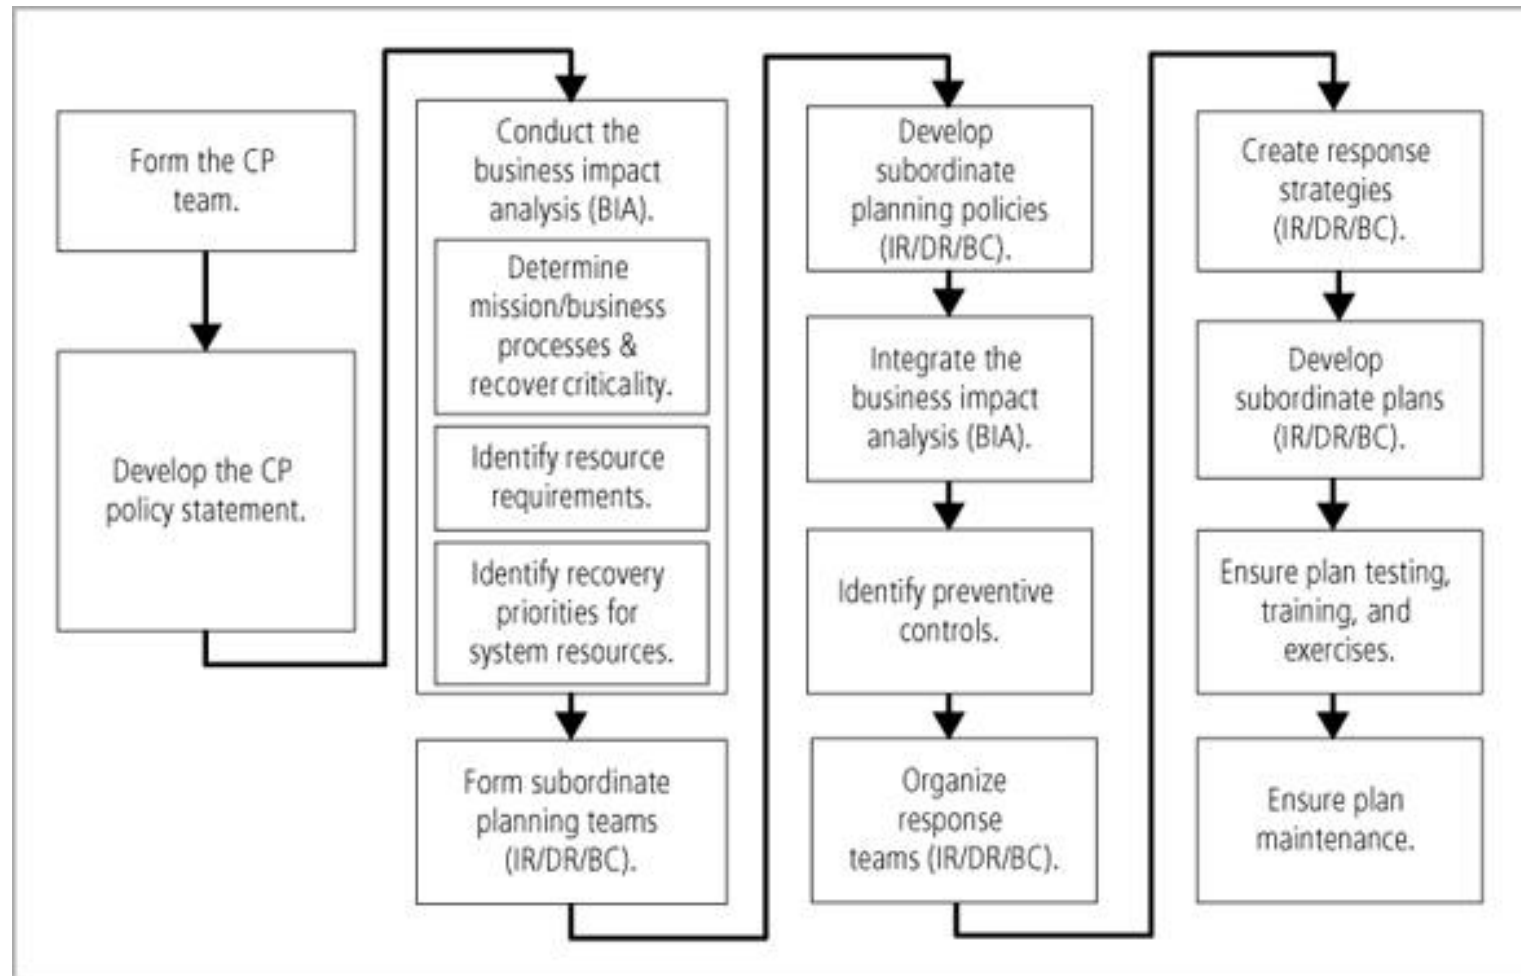 Form the CP
team.
Develop the CP
policy statement.
Conduct the
business impact
analysis (BIA).
Determine
mission/business
processes &
recover criticality.
Identify resource
requirements.
Identify recovery
priorities for
system resources.
Form subordinate
planning teams
(IR/DR/BC).
Develop
subordinate
planning policies
(IR/DR/BC).
Integrate the
business impact
analysis (BIA).
Identify preventive
controls.
Organize
response
teams (IR/DR/BC).
Create response
strategies
(IR/DR/BC).
Develop
subordinate plans
(IR/DR/BC).
Ensure plan testing,
training, and
exercises.
Ensure plan
maintenance.